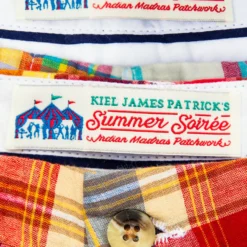 Indian Madras Patchwork
KIEL JAMES PATRICK'S
Summer Soirée
Indian Madras Patchwork